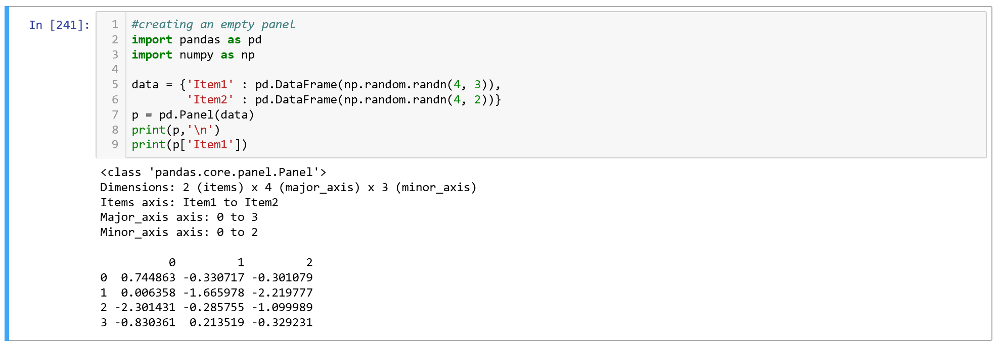 In [241]:
1 #creating an empty panel
2 import pandas as pd
3 import numpy as np
4
5 data = {'Item1' : pd.DataFrame(np.random.randn(4, 3)),
6         'Item2' : pd.DataFrame(np.random.randn(4, 2))}
7 p = pd.Panel(data)
8 print(p,'\n')
9 print(p['Item1'])
<class 'pandas.core.panel.Panel'>
Dimensions: 2 (items) x 4 (major_axis) x 3 (minor_axis)
Items axis: Item1 to Item2
Major_axis axis: 0 to 3
Minor_axis axis: 0 to 2
          0         1         2
0  0.744863 -0.330717 -0.301079
1  0.006358 -1.665978 -2.219777
2 -2.301431 -0.285755 -1.099989
3 -0.830361  0.213519 -0.329231